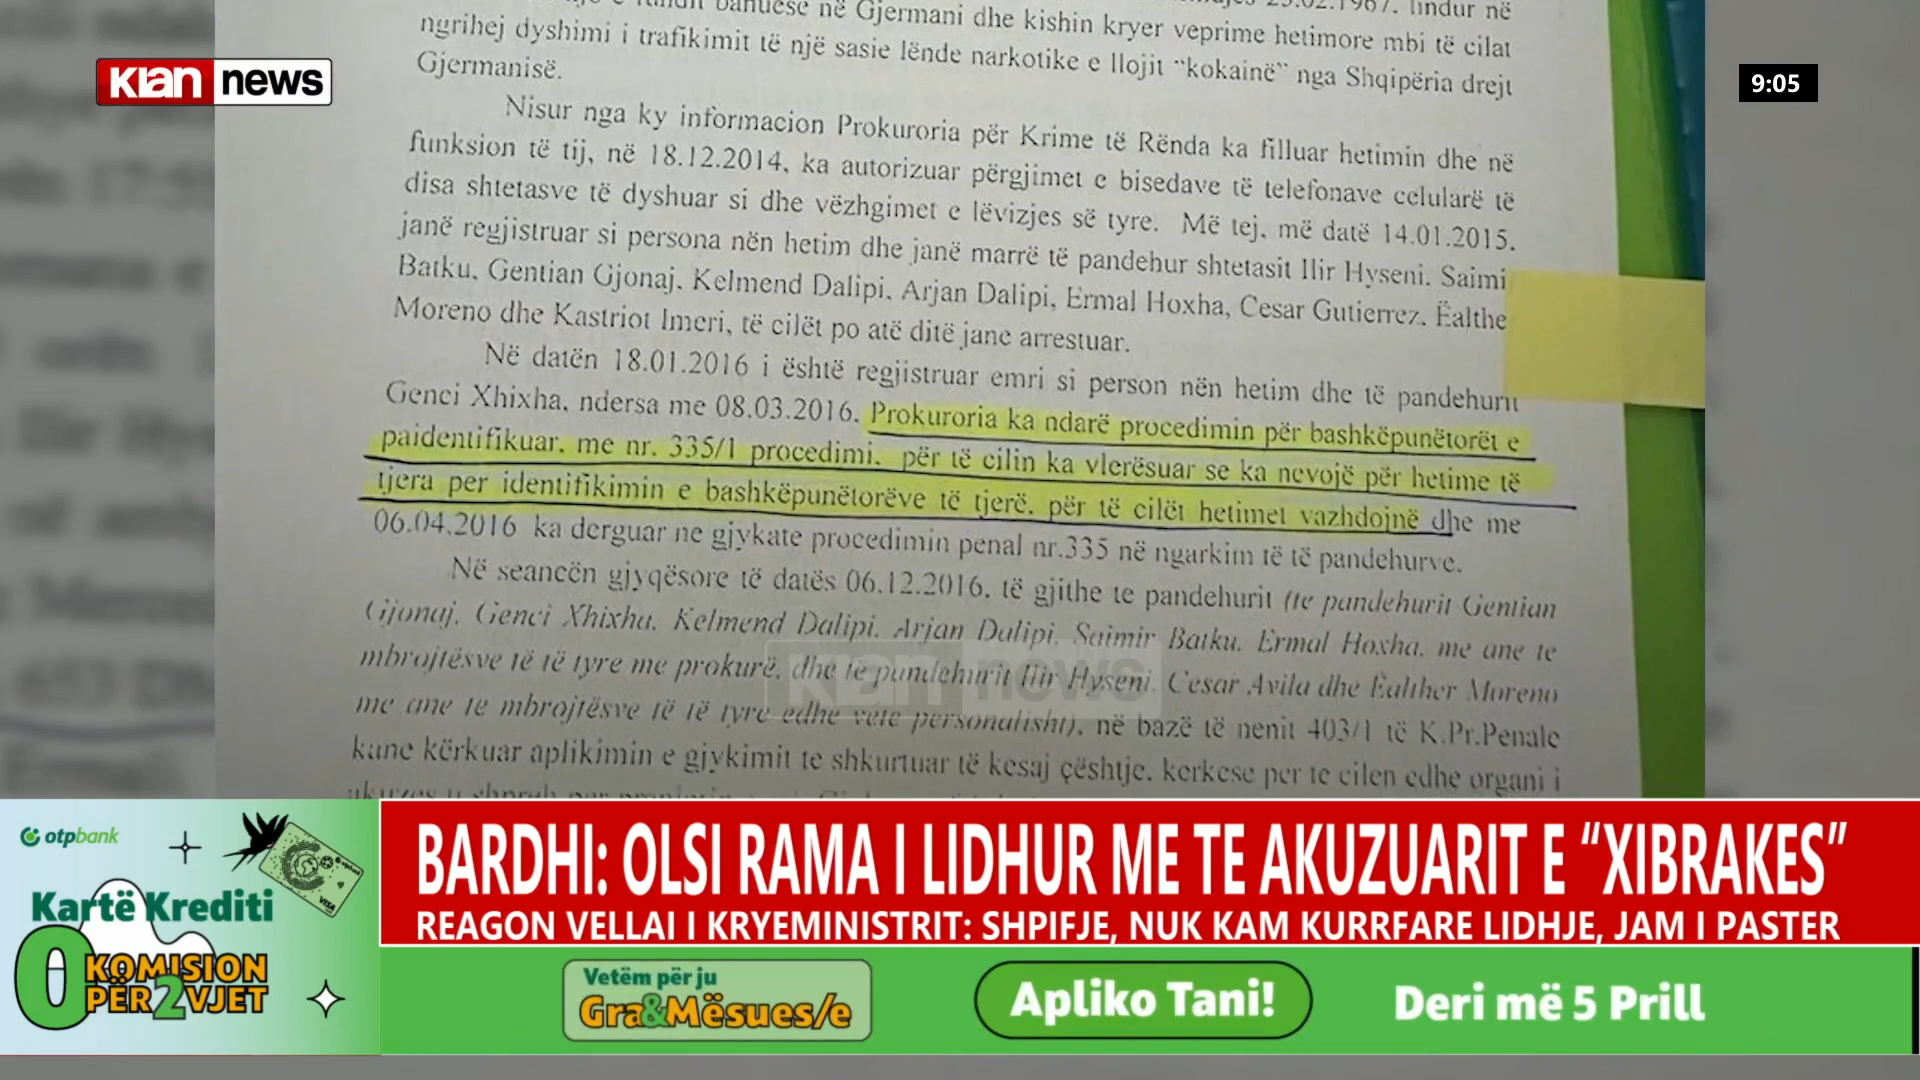 banuese në Gjermani dhe kishin kryer veprime hetimore mbi të cilat
ngrihej dyshimi i trafikimit të një sasie lënde narkotike e llojit “kokainë” nga Shqipëria drejt
Gjermanisë.
Nisur nga ky informacion Prokuroria për Krime të Rënda ka filluar hetimin dhe në
funksion të tij, në 18.12.2014, ka autorizuar përgjimet e bisedave të telefonave celularë të
disa shtetasve të dyshuar si dhe vëzhgimet e lëvizjes së tyre. Më tej, më datë 14.01.2015,
janë regjistruar si persona nën hetim dhe janë marrë të pandehur shtetasit Ilir Hyseni, Saimi
Batku, Gentian Gjonaj, Kelmend Dalipi, Arjan Dalipi, Ermal Hoxha, Cesar Gutierrez, Ëalthe
Moreno dhe Kastriot Imeri, të cilët po atë ditë jane arrestuar.
Në datën 18.01.2016 i është regjistruar emri si person nën hetim dhe të pandehurit
Genci Xhixha, ndersa me 08.03.2016, Prokuroria ka ndarë procedimin për bashkëpunëtorët e
paidentifikuar, me nr. 335/1 procedimi, për të cilin ka vlerësuar se ka nevojë për hetime të
tjera per identifikimin e bashkëpunëtorëve të tjerë, për të cilët hetimet vazhdojnë dhe me
06.04.2016 ka derguar ne gjykate procedimin penal nr.335 në ngarkim të të pandehurve.
Në seancën gjyqësore të datës 06.12.2016, të gjithe te pandehurit (te pandehurit Gentian
Gjonaj, Genci Xhixha, Kelmend Dalipi, Arjan Dalipi, Saimir Batku, Ermal Hoxha, me ane te
mbrojtësve të të tyre me prokurë, dhe te pandehurit Ilir Hyseni, Cesar Avila dhe Ëalther Moreno
me ane te mbrojtësve të të tyre edhe vete personalisht), në bazë të nenit 403/1 të K.Pr.Penale
kane kërkuar aplikimin e gjykimit te shkurtuar të kesaj çështje, kerkese per te cilen edhe organi i
klan news
9:05
klan news
otpbank
VISA
Kartë Krediti
0 KOMISION
PËR 2 VJET
BARDHI: OLSI RAMA I LIDHUR ME TE AKUZUARIT E “XIBRAKES”
REAGON VELLAI I KRYEMINISTRIT: SHPIFJE, NUK KAM KURRFARE LIDHJE, JAM I PASTER
Vetëm për ju
Gra&Mësues/e
Apliko Tani!
Deri më 5 Prill